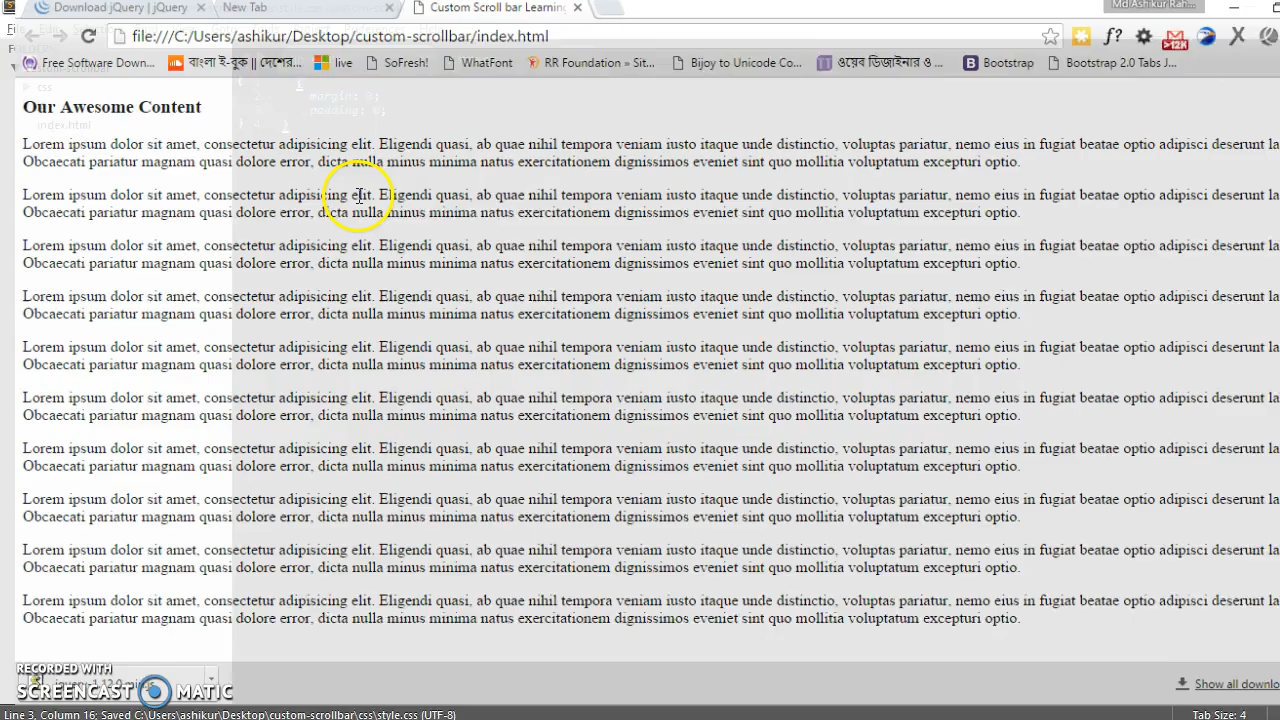 Download jQuery | jQuery
New Tab
Custom Scroll bar Learning
Md Ashikur Rah...
file:///C:/Users/ashikur/Desktop/custom-scrollbar/index.html
f?
>12K
Free Software Down...
বাংলা ই-বুক || দেশের...
live
SoFresh!
WhatFont
RR Foundation » Sit...
Bijoy to Unicode Co...
ওয়েব ডিজাইনার ও ...
Bootstrap
Bootstrap 2.0 Tabs J...
css
{
margin: 0;
Our Awesome Content
padding: 0;
index.html
}
Lorem ipsum dolor sit amet, consectetur adipisicing elit. Eligendi quasi, ab quae nihil tempora veniam iusto itaque unde distinctio, voluptas pariatur, nemo eius in fugiat beatae optio adipisci deserunt la
Obcaecati pariatur magnam quasi dolore error, dicta nulla minus minima natus exercitationem dignissimos eveniet sint quo mollitia voluptatum excepturi optio.
Lorem ipsum dolor sit amet, consectetur adipisicing elit. Eligendi quasi, ab quae nihil tempora veniam iusto itaque unde distinctio, voluptas pariatur, nemo eius in fugiat beatae optio adipisci deserunt la
Obcaecati pariatur magnam quasi dolore error, dicta nulla minus minima natus exercitationem dignissimos eveniet sint quo mollitia voluptatum excepturi optio.
Lorem ipsum dolor sit amet, consectetur adipisicing elit. Eligendi quasi, ab quae nihil tempora veniam iusto itaque unde distinctio, voluptas pariatur, nemo eius in fugiat beatae optio adipisci deserunt la
Obcaecati pariatur magnam quasi dolore error, dicta nulla minus minima natus exercitationem dignissimos eveniet sint quo mollitia voluptatum excepturi optio.
Lorem ipsum dolor sit amet, consectetur adipisicing elit. Eligendi quasi, ab quae nihil tempora veniam iusto itaque unde distinctio, voluptas pariatur, nemo eius in fugiat beatae optio adipisci deserunt la
Obcaecati pariatur magnam quasi dolore error, dicta nulla minus minima natus exercitationem dignissimos eveniet sint quo mollitia voluptatum excepturi optio.
Lorem ipsum dolor sit amet, consectetur adipisicing elit. Eligendi quasi, ab quae nihil tempora veniam iusto itaque unde distinctio, voluptas pariatur, nemo eius in fugiat beatae optio adipisci deserunt la
Obcaecati pariatur magnam quasi dolore error, dicta nulla minus minima natus exercitationem dignissimos eveniet sint quo mollitia voluptatum excepturi optio.
Lorem ipsum dolor sit amet, consectetur adipisicing elit. Eligendi quasi, ab quae nihil tempora veniam iusto itaque unde distinctio, voluptas pariatur, nemo eius in fugiat beatae optio adipisci deserunt la
Obcaecati pariatur magnam quasi dolore error, dicta nulla minus minima natus exercitationem dignissimos eveniet sint quo mollitia voluptatum excepturi optio.
Lorem ipsum dolor sit amet, consectetur adipisicing elit. Eligendi quasi, ab quae nihil tempora veniam iusto itaque unde distinctio, voluptas pariatur, nemo eius in fugiat beatae optio adipisci deserunt la
Obcaecati pariatur magnam quasi dolore error, dicta nulla minus minima natus exercitationem dignissimos eveniet sint quo mollitia voluptatum excepturi optio.
Lorem ipsum dolor sit amet, consectetur adipisicing elit. Eligendi quasi, ab quae nihil tempora veniam iusto itaque unde distinctio, voluptas pariatur, nemo eius in fugiat beatae optio adipisci deserunt la
Obcaecati pariatur magnam quasi dolore error, dicta nulla minus minima natus exercitationem dignissimos eveniet sint quo mollitia voluptatum excepturi optio.
Lorem ipsum dolor sit amet, consectetur adipisicing elit. Eligendi quasi, ab quae nihil tempora veniam iusto itaque unde distinctio, voluptas pariatur, nemo eius in fugiat beatae optio adipisci deserunt la
Obcaecati pariatur magnam quasi dolore error, dicta nulla minus minima natus exercitationem dignissimos eveniet sint quo mollitia voluptatum excepturi optio.
Lorem ipsum dolor sit amet, consectetur adipisicing elit. Eligendi quasi, ab quae nihil tempora veniam iusto itaque unde distinctio, voluptas pariatur, nemo eius in fugiat beatae optio adipisci deserunt la
Obcaecati pariatur magnam quasi dolore error, dicta nulla minus minima natus exercitationem dignissimos eveniet sint quo mollitia voluptatum excepturi optio.
RECORDED WITH
jquery-1.12.0.min.js
SCREENCAST MATIC
Show all downlo
Line 3, Column 16; Saved C:\Users\ashikur\Desktop\custom-scrollbar\css\style.css (UTF-8)
Tab Size: 4